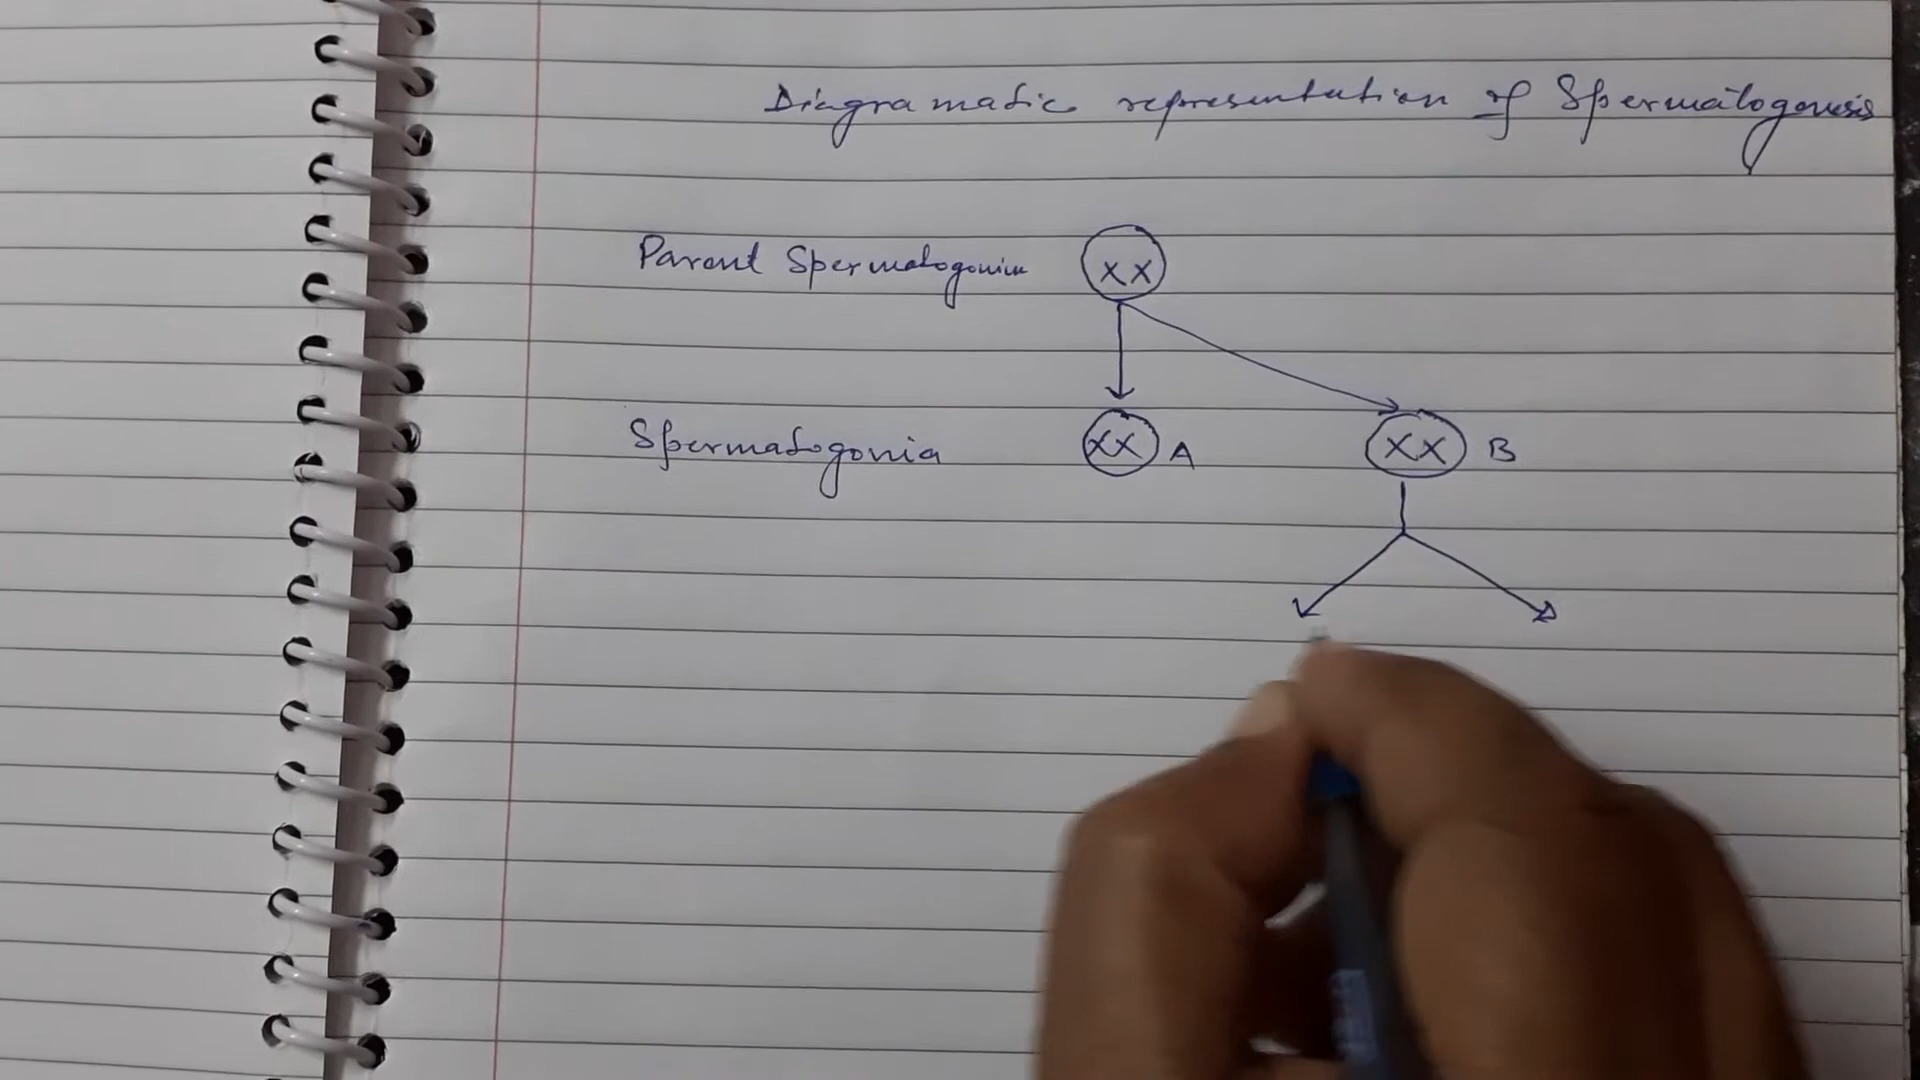 Diagramatic representation of Spermatogenesis
Parent Spermatogonium
XX
Spermatogonia
XX A
XX B